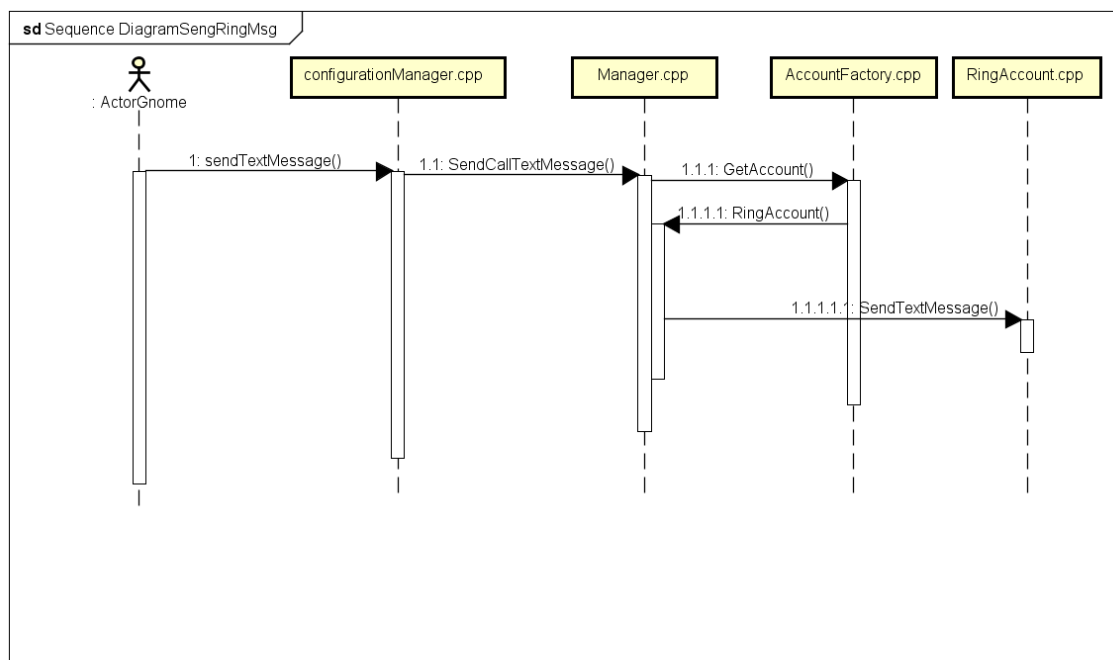 sd Sequence DiagramSengRingMsg
: ActorGnome
configurationManager.cpp
Manager.cpp
AccountFactory.cpp
RingAccount.cpp
1: sendTextMessage()
1.1: SendCallTextMessage()
1.1.1: GetAccount()
1.1.1.1: RingAccount()
1.1.1.1.1: SendTextMessage()